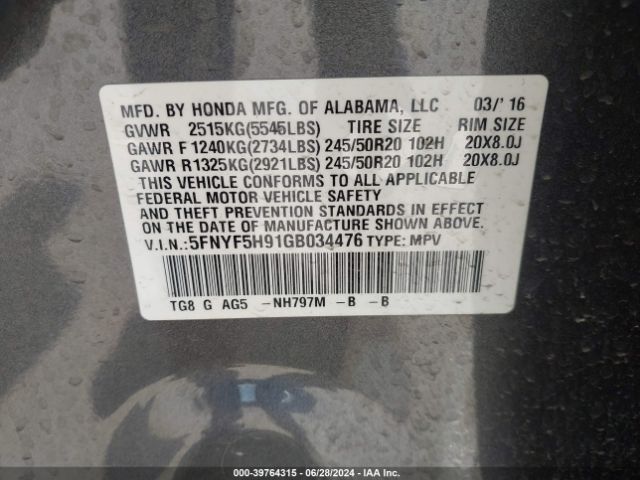 MFD. BY HONDA MFG. OF ALABAMA, LLC 03/' 16
GVWR 2515KG(5545LBS) TIRE SIZE RIM SIZE
GAWR F 1240KG(2734LBS) 245/50R20 102H 20X8.0J
GAWR R1325KG(2921LBS) 245/50R20 102H 20X8.0J
THIS VEHICLE CONFORMS TO ALL APPLICABLE
FEDERAL MOTOR VEHICLE SAFETY
AND THEFT PREVENTION STANDARDS IN EFFECT
ON THE DATE OF MANUFACTURE SHOWN ABOVE.
V.I.N.:5FNYF5H91GB034476 TYPE: MPV
TG8 G AG5 -NH797M -B -B
000-39764315 - 06/28/2024 - IAA Inc.